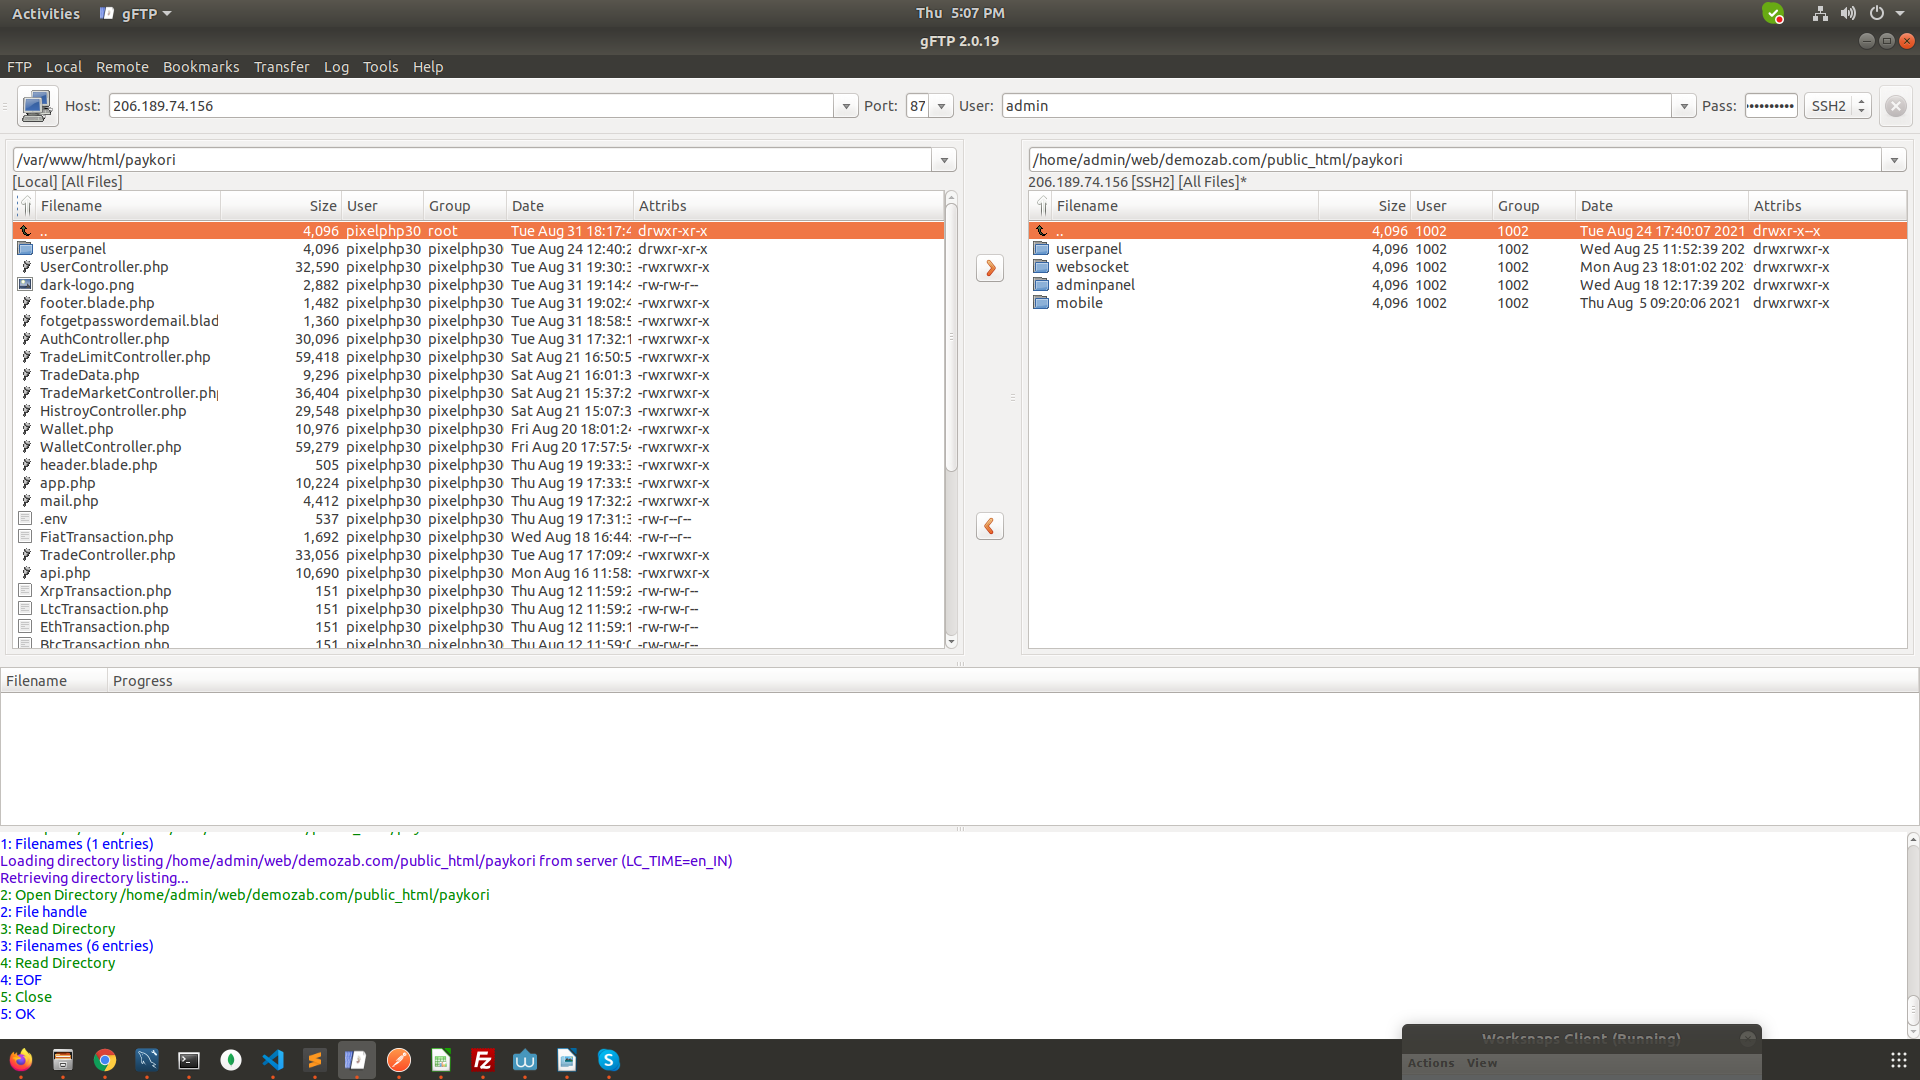 Activities gFTP Thu 5:07 PM
gFTP 2.0.19
FTP Local Remote Bookmarks Transfer Log Tools Help
Host: 206.189.74.156 Port: 87 User: admin Pass: •••••••••• SSH2
/var/www/html/paykori
[Local] [All Files]
Filename Size User Group Date Attribs
.. 4,096 pixelphp30 root Tue Aug 31 18:17:4 drwxr-xr-x
userpanel 4,096 pixelphp30 pixelphp30 Tue Aug 24 12:40:2 drwxr-xr-x
UserController.php 32,590 pixelphp30 pixelphp30 Tue Aug 31 19:30:3 -rwxrwxr-x
dark-logo.png 2,882 pixelphp30 pixelphp30 Tue Aug 31 19:14:4 -rw-rw-r--
footer.blade.php 1,482 pixelphp30 pixelphp30 Tue Aug 31 19:02:4 -rwxrwxr-x
fotgetpasswordemail.blad 1,360 pixelphp30 pixelphp30 Tue Aug 31 18:58:5 -rwxrwxr-x
AuthController.php 30,096 pixelphp30 pixelphp30 Tue Aug 31 17:32:1 -rwxrwxr-x
TradeLimitController.php 59,418 pixelphp30 pixelphp30 Sat Aug 21 16:50:5 -rwxrwxr-x
TradeData.php 9,296 pixelphp30 pixelphp30 Sat Aug 21 16:01:3 -rwxrwxr-x
TradeMarketController.php 36,404 pixelphp30 pixelphp30 Sat Aug 21 15:37:2 -rwxrwxr-x
HistroyController.php 29,548 pixelphp30 pixelphp30 Sat Aug 21 15:07:3 -rwxrwxr-x
Wallet.php 10,976 pixelphp30 pixelphp30 Fri Aug 20 18:01:24 -rwxrwxr-x
WalletController.php 59,279 pixelphp30 pixelphp30 Fri Aug 20 17:57:54 -rwxrwxr-x
header.blade.php 505 pixelphp30 pixelphp30 Thu Aug 19 19:33:3 -rwxrwxr-x
app.php 10,224 pixelphp30 pixelphp30 Thu Aug 19 17:33:5 -rwxrwxr-x
mail.php 4,412 pixelphp30 pixelphp30 Thu Aug 19 17:32:2 -rwxrwxr-x
.env 537 pixelphp30 pixelphp30 Thu Aug 19 17:31:3 -rw-r--r--
FiatTransaction.php 1,692 pixelphp30 pixelphp30 Wed Aug 18 16:44: -rw-r--r--
TradeController.php 33,056 pixelphp30 pixelphp30 Tue Aug 17 17:09:4 -rwxrwxr-x
api.php 10,690 pixelphp30 pixelphp30 Mon Aug 16 11:58: -rwxrwxr-x
XrpTransaction.php 151 pixelphp30 pixelphp30 Thu Aug 12 11:59:2 -rw-rw-r--
LtcTransaction.php 151 pixelphp30 pixelphp30 Thu Aug 12 11:59:2 -rw-rw-r--
EthTransaction.php 151 pixelphp30 pixelphp30 Thu Aug 12 11:59:1 -rw-rw-r--
BtcTransaction.php 151 pixelphp30 pixelphp30 Thu Aug 12 11:59:0 -rw-rw-r--
/home/admin/web/demozab.com/public_html/paykori
206.189.74.156 [SSH2] [All Files]*
Filename Size User Group Date Attribs
.. 4,096 1002 1002 Tue Aug 24 17:40:07 2021 drwxr-x--x
userpanel 4,096 1002 1002 Wed Aug 25 11:52:39 202 drwxrwxr-x
websocket 4,096 1002 1002 Mon Aug 23 18:01:02 202 drwxrwxr-x
adminpanel 4,096 1002 1002 Wed Aug 18 12:17:39 202 drwxrwxr-x
mobile 4,096 1002 1002 Thu Aug 5 09:20:06 2021 drwxrwxr-x
Filename Progress
1: Filenames (1 entries)
Loading directory listing /home/admin/web/demozab.com/public_html/paykori from server (LC_TIME=en_IN)
Retrieving directory listing...
2: Open Directory /home/admin/web/demozab.com/public_html/paykori
2: File handle
3: Read Directory
3: Filenames (6 entries)
4: Read Directory
4: EOF
5: Close
5: OK
Worksnaps Client (Running)
Actions View